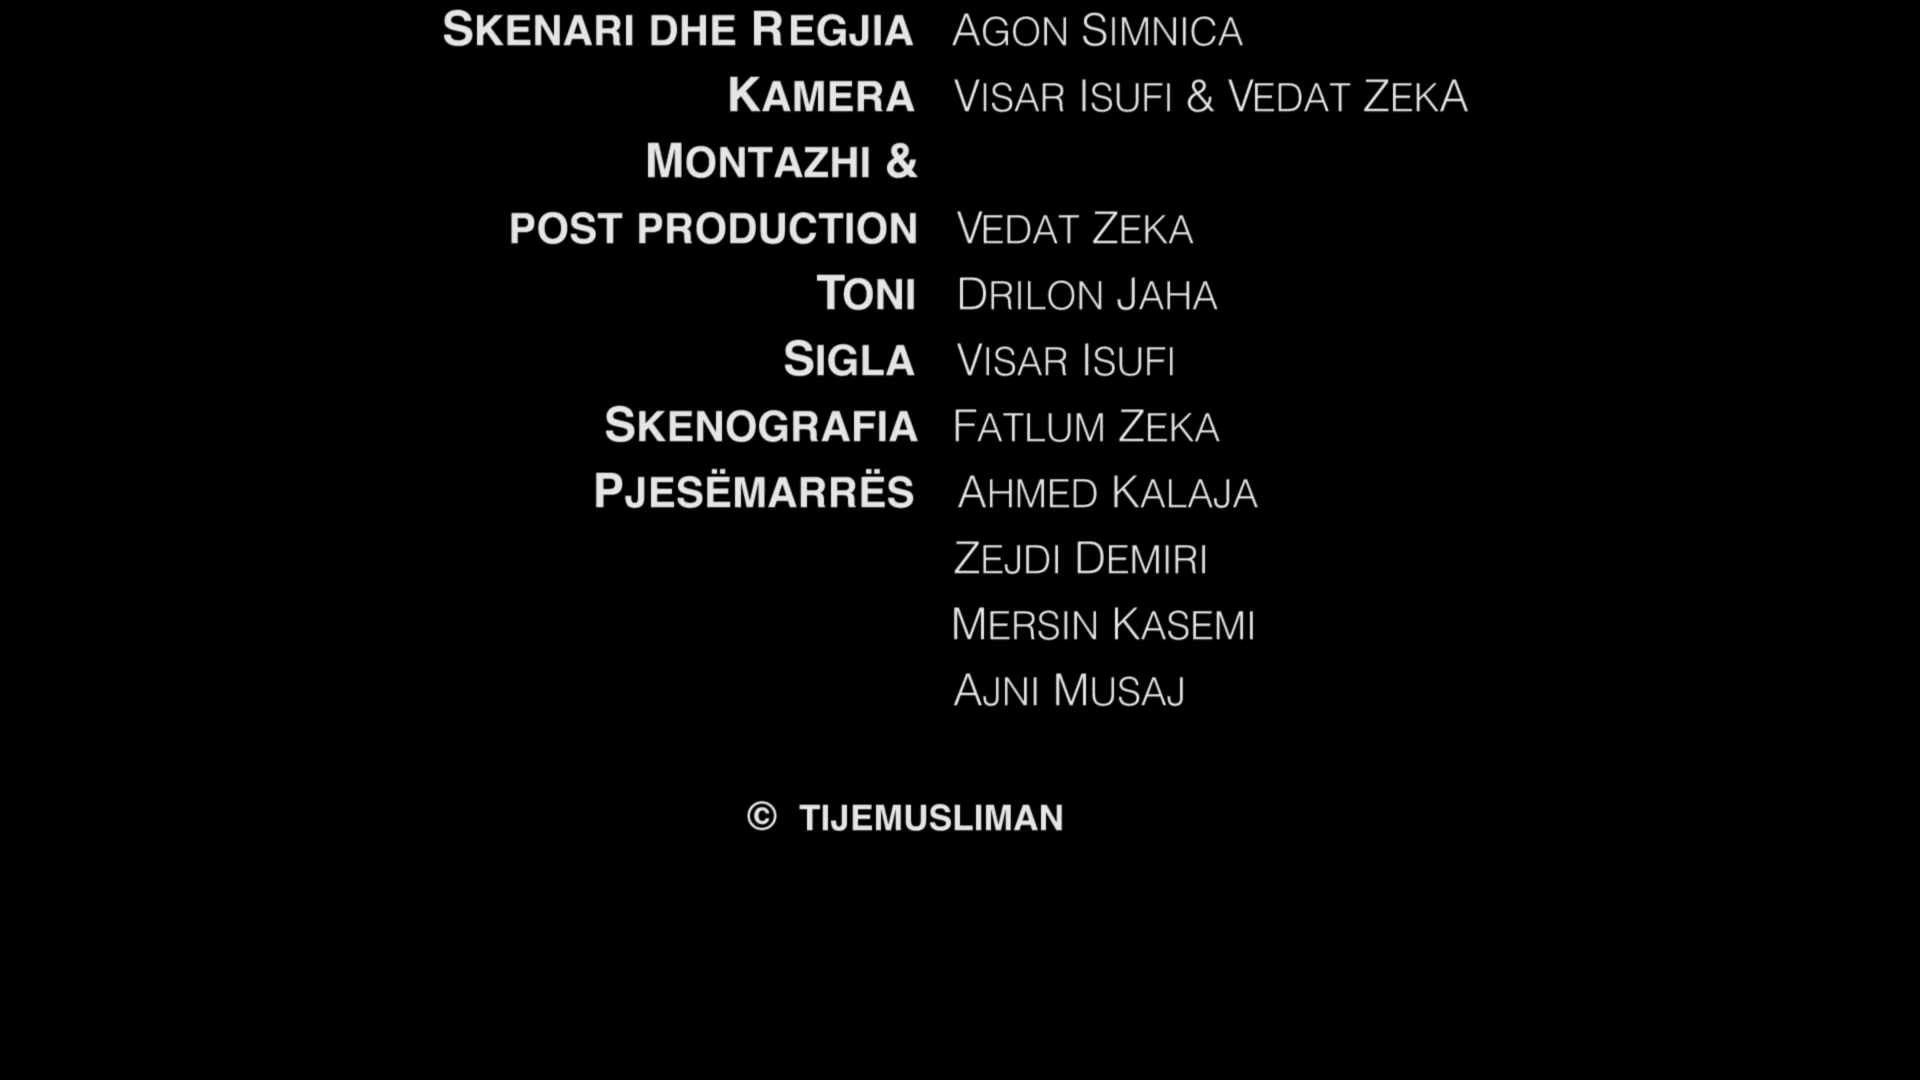 SKENARI DHE REGJIA AGON SIMNICA
KAMERA VISAR ISUFI & VEDAT ZEKA
MONTAZHI &
POST PRODUCTION VEDAT ZEKA
TONI DRILON JAHA
SIGLA VISAR ISUFI
SKENOGRAFIA FATLUM ZEKA
PJESËMARRËS AHMED KALAJA
ZEJDI DEMIRI
MERSIN KASEMI
AJNI MUSAJ
© TIJEMUSLIMAN